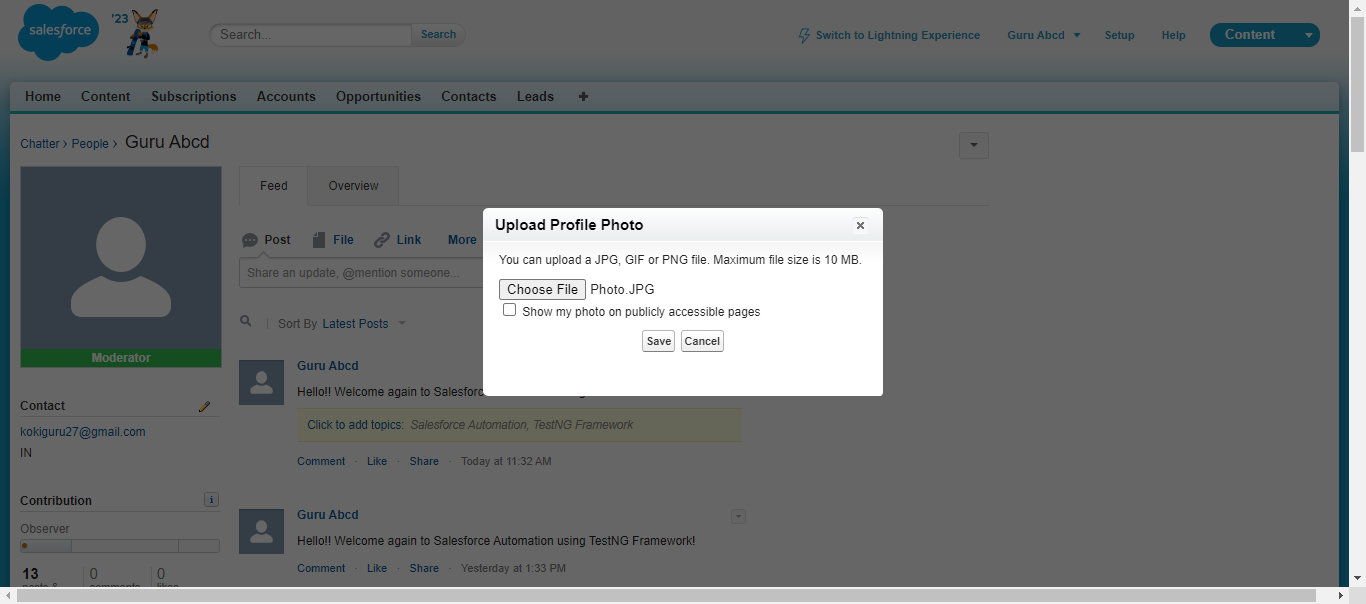 salesforce '23 Search... Search Switch to Lightning Experience Guru Abcd Setup Help Content
Home Content Subscriptions Accounts Opportunities Contacts Leads +
Chatter › People › Guru Abcd
Feed Overview
Upload Profile Photo
You can upload a JPG, GIF or PNG file. Maximum file size is 10 MB.
Choose File Photo.JPG
Show my photo on publicly accessible pages
Save Cancel
Post File Link More
Share an update, @mention someone...
Sort By Latest Posts
Moderator
Contact
kokiguru27@gmail.com
IN
Contribution
Observer
13 0 0
posts & comments likes
Guru Abcd
Hello!! Welcome again to Salesforc
Click to add topics: Salesforce Automation, TestNG Framework
Comment · Like · Share · Today at 11:32 AM
Guru Abcd
Hello!! Welcome again to Salesforce Automation using TestNG Framework!
Comment · Like · Share · Yesterday at 1:33 PM